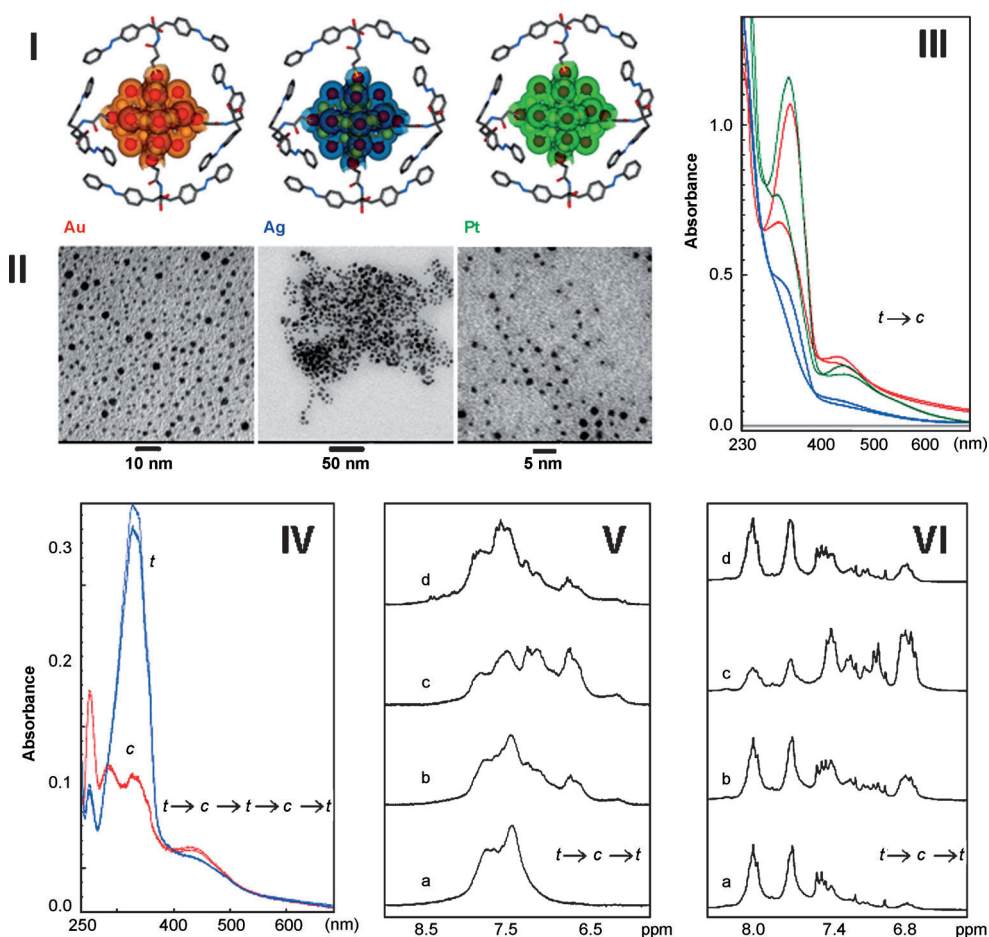 I
Au Ag Pt
II
10 nm 50 nm 5 nm
III
Absorbance
1.0
0.5
0.0
t → c
230 400 500 600 (nm)
IV
Absorbance
0.3
0.2
0.1
0.0
t
c
t → c → t → c → t
250 400 500 600 (nm)
V
d
c
b
a
t → c → t
8.5 7.5 6.5 ppm
VI
d
c
b
a
t → c → t
8.0 7.4 6.8 ppm